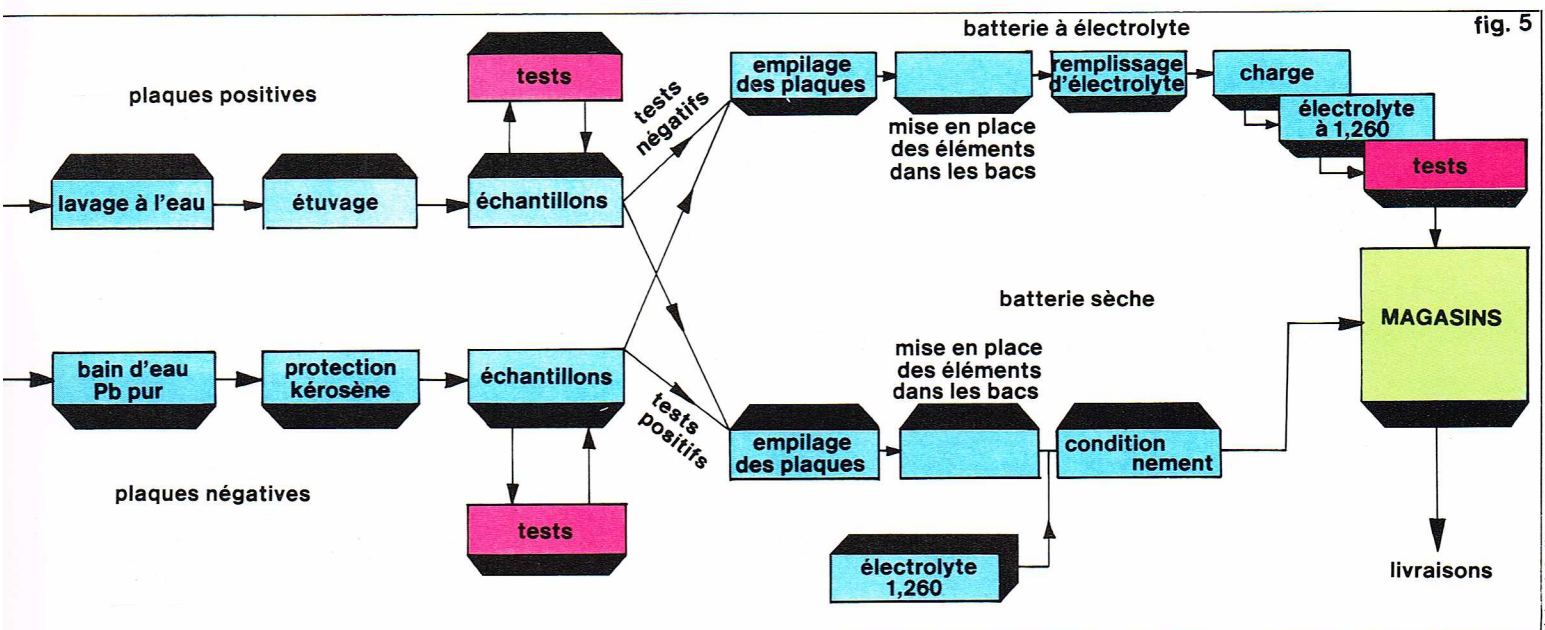 fig. 5
batterie à électrolyte
plaques positives
tests
tests
négatifs
lavage à l'eau
étuvage
échantillons
empilage
des plaques
mise en place
des éléments
dans les bacs
remplissage
d'électrolyte
charge
électrolyte
à 1,260
tests
MAGASINS
livraisons
batterie sèche
bain d'eau
Pb pur
protection
kérosène
échantillons
tests
positifs
plaques négatives
tests
empilage
des plaques
mise en place
des éléments
dans les bacs
condition
nement
électrolyte
1,260